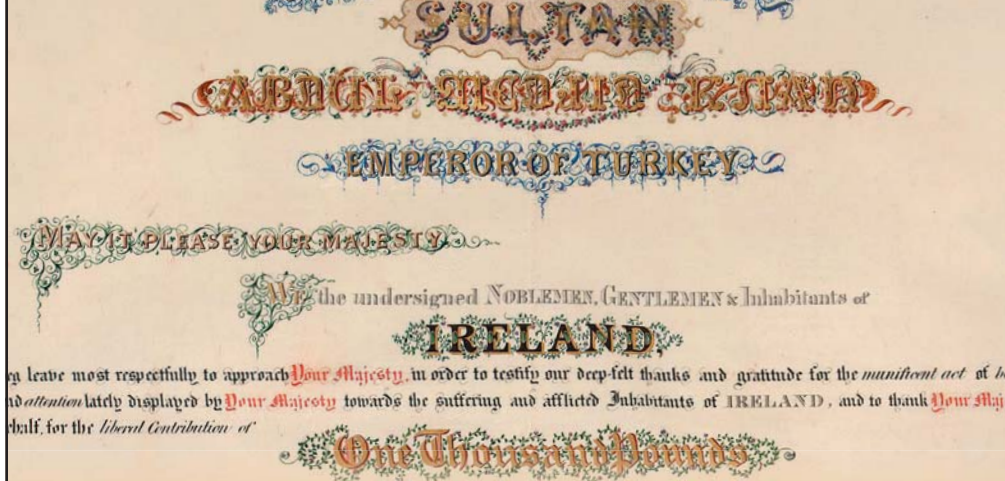 SULTAN
ABDUL MEDJID KHAN
EMPEROR OF TURKEY
MAY IT PLEASE YOUR MAJESTY
WE the undersigned NOBLEMEN, GENTLEMEN & Inhabitants of
IRELAND,
leave most respectfully to approach Your Majesty, in order to testify our deep-felt thanks and gratitude for the munificent act of
attention lately displayed by Your Majesty towards the suffering and afflicted Inhabitants of IRELAND, and to thank Your
for the liberal Contribution of
One Thousand Pounds